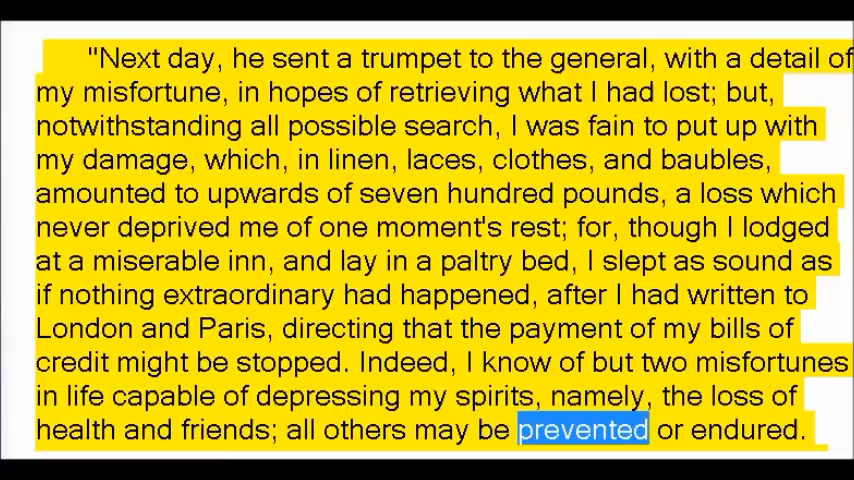 "Next day, he sent a trumpet to the general, with a detail of
my misfortune, in hopes of retrieving what I had lost; but,
notwithstanding all possible search, I was fain to put up with
my damage, which, in linen, laces, clothes, and baubles,
amounted to upwards of seven hundred pounds, a loss which
never deprived me of one moment's rest; for, though I lodged
at a miserable inn, and lay in a paltry bed, I slept as sound as
if nothing extraordinary had happened, after I had written to
London and Paris, directing that the payment of my bills of
credit might be stopped. Indeed, I know of but two misfortunes
in life capable of depressing my spirits, namely, the loss of
health and friends; all others may be prevented or endured.